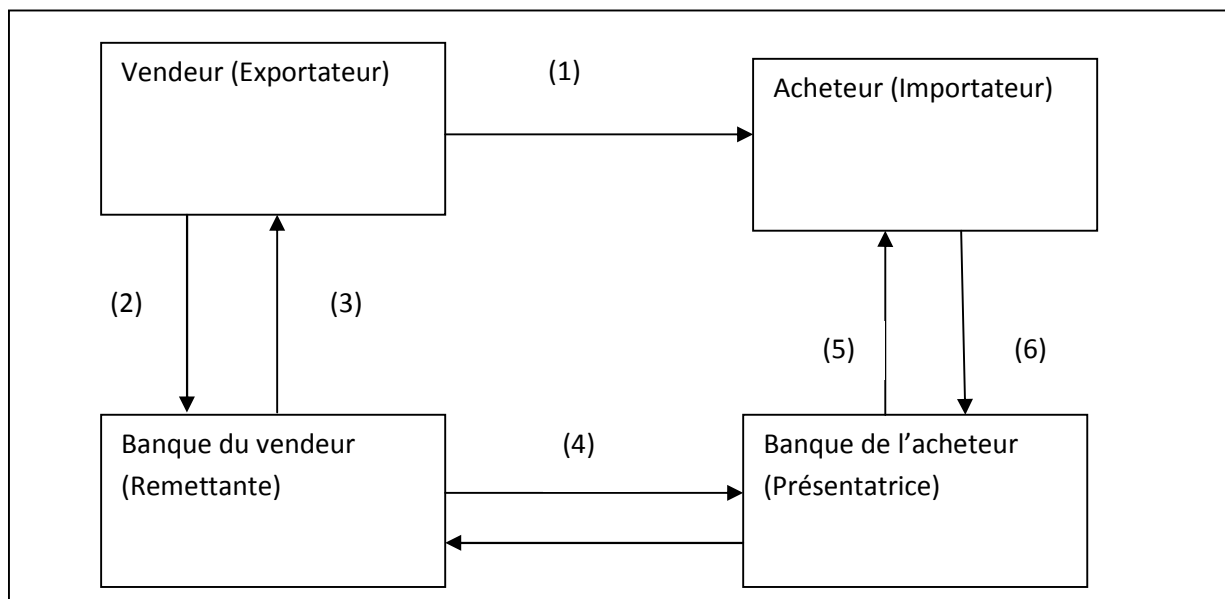 Vendeur (Exportateur)
(1)
Acheteur (Importateur)
(2)
(3)
(5)
(6)
Banque du vendeur
(Remettante)
(4)
Banque de l’acheteur
(Présentatrice)